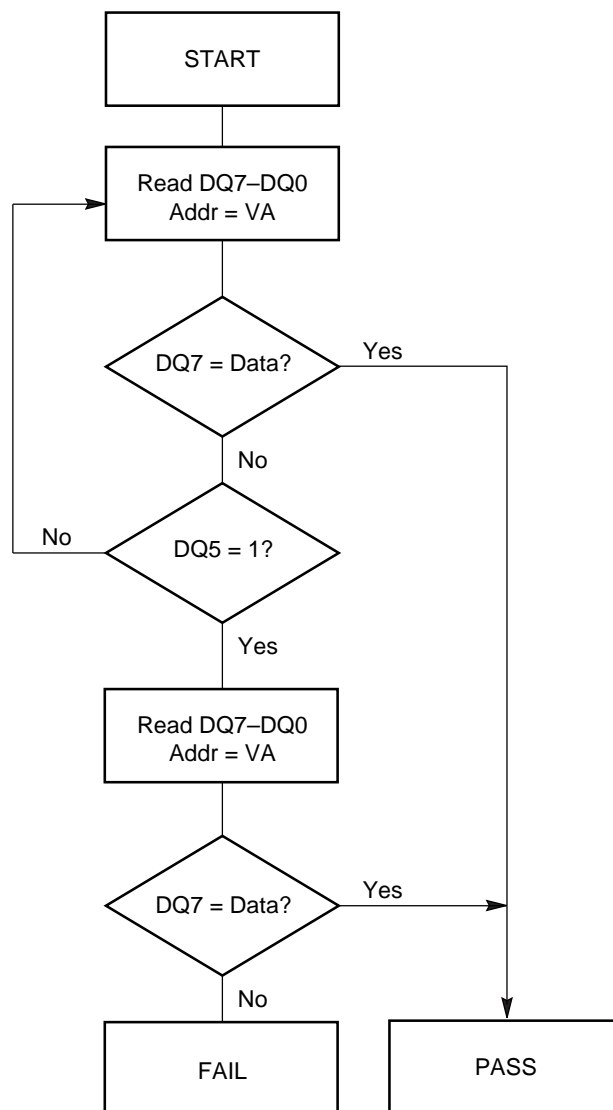 START
Read DQ7–DQ0
Addr = VA
DQ7 = Data?
Yes
No
No
DQ5 = 1?
Yes
Read DQ7–DQ0
Addr = VA
DQ7 = Data?
Yes
No
FAIL
PASS